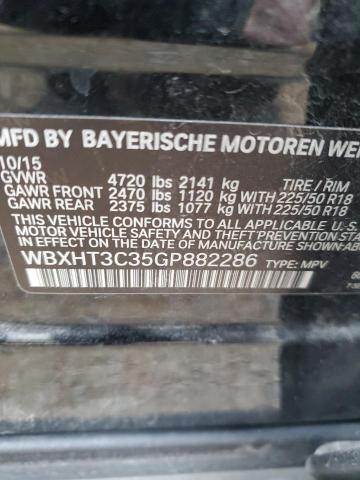 MFD BY BAYERISCHE MOTOREN WE
10/15
GVWR 4720 lbs 2141 kg TIRE / RIM
GAWR FRONT 2470 lbs 1120 kg WITH 225/50 R18
GAWR REAR 2375 lbs 1077 kg WITH 225/50 R18
THIS VEHICLE CONFORMS TO ALL APPLICABLE U.S.
MOTOR VEHICLE SAFETY AND THEFT PREVENTION STA
IN EFFECT ON THE DATE OF MANUFACTURE SHOWN AB
WBXHT3C35GP882286 TYPE: MPV